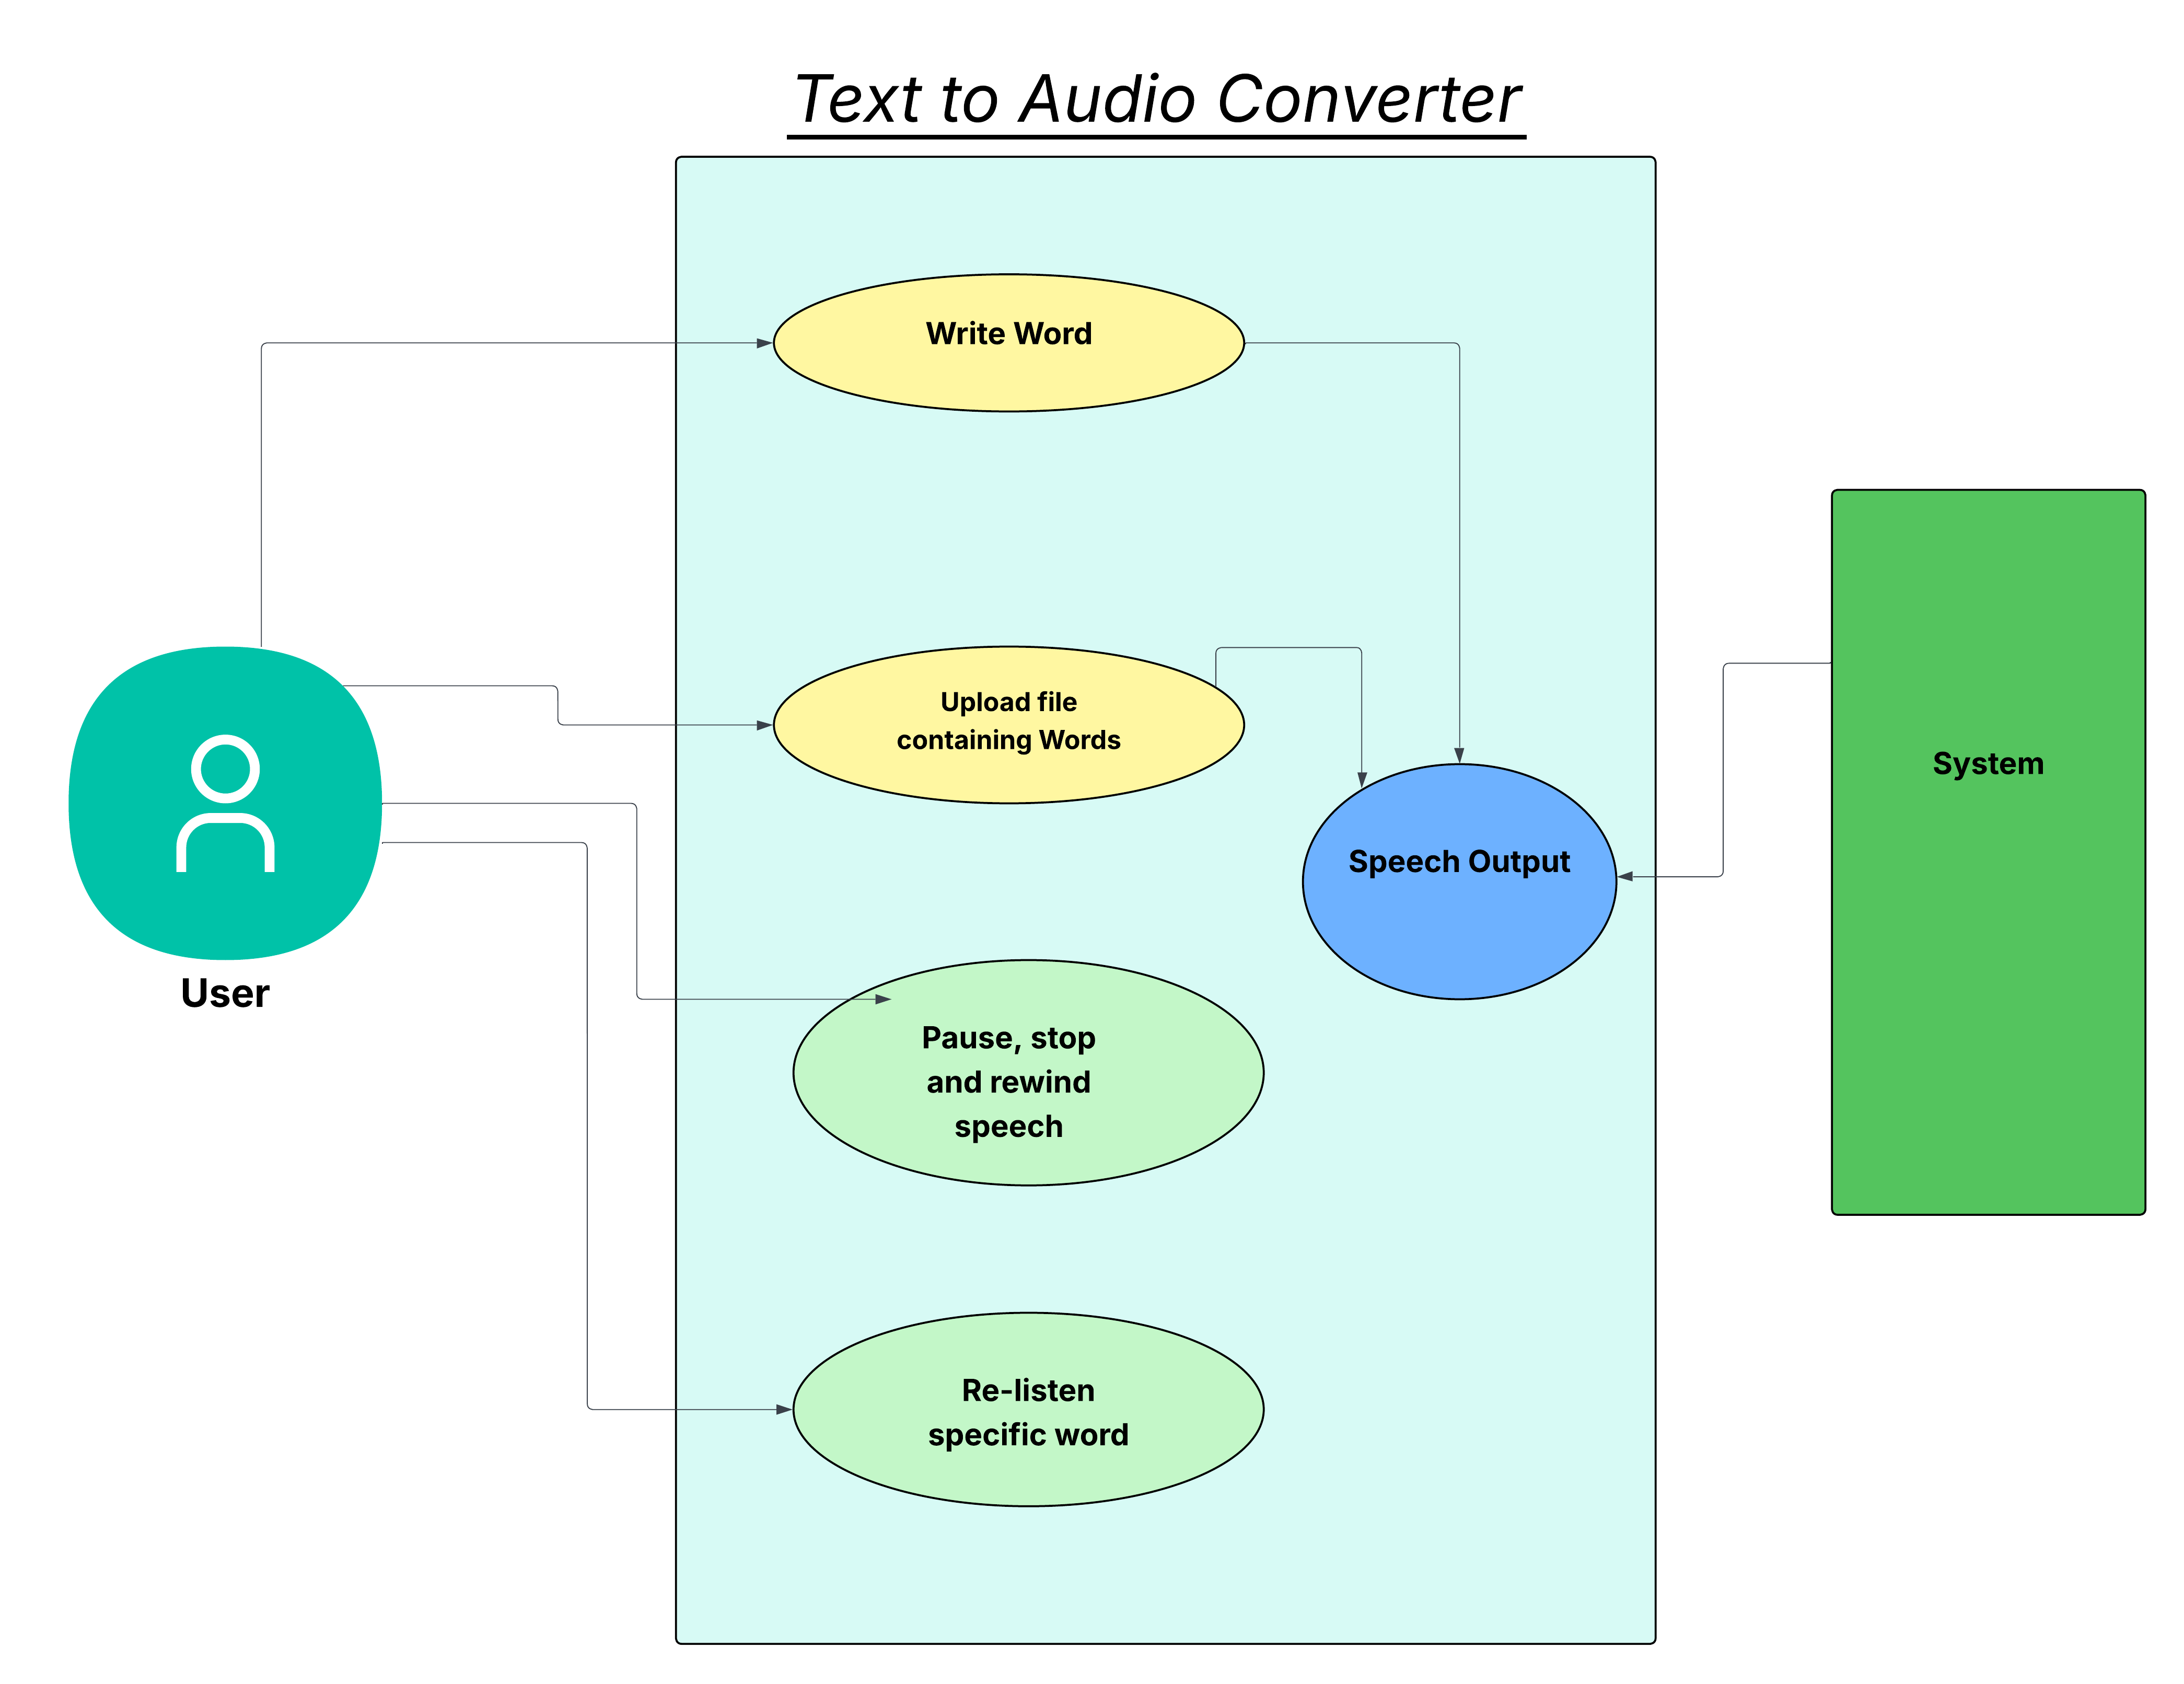 Text to Audio Converter
Write Word
Upload file
containing Words
System
Speech Output
User
Pause, stop
and rewind
speech
Re-listen
specific word